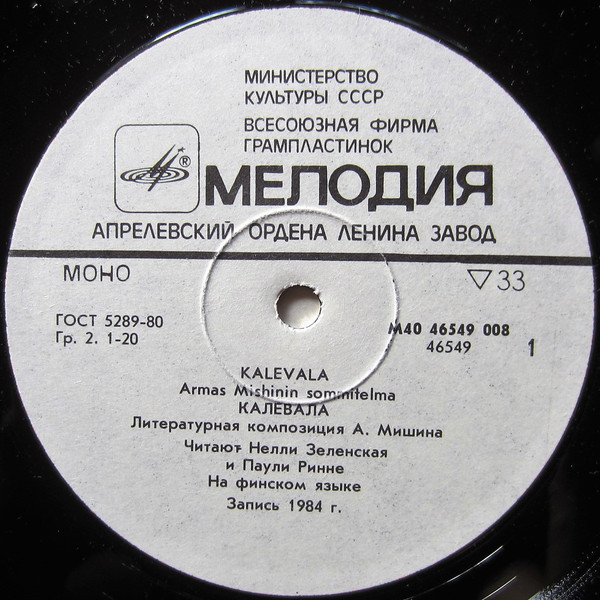 МИНИСТЕРСТВО
КУЛЬТУРЫ СССР
ВСЕСОЮЗНАЯ ФИРМА
ГРАМПЛАСТИНОК
®
МЕЛОДИЯ
АПРЕЛЕВСКИЙ ОРДЕНА ЛЕНИНА ЗАВОД
МОНО
▽33
ГОСТ 5289-80
Гр. 2. 1-20
М40 46549 008
46549
1
KALEVALA
Armas Mishinin sommitelma
КАЛЕВАЛА
Литературная композиция А. Мишина
Читают Нелли Зеленская
и Паули Ринне
На финском языке
Запись 1984 г.